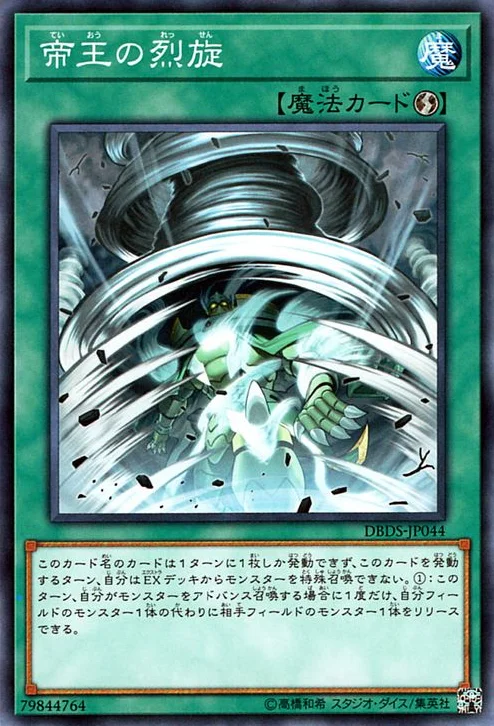 帝王の烈旋
魔
【魔法カード】
DBDS-JP044
このカード名のカードは1ターンに1枚しか発動できず、このカードを発動
するターン、自分はEXデッキからモンスターを特殊召喚できない。①：この
ターン、自分がモンスターをアドバンス召喚する場合に1度だけ、自分フィー
ルドのモンスター1体の代わりに相手フィールドのモンスター1体をリリース
できる。
79844764
©高橋和希 スタジオ・ダイス/集英社